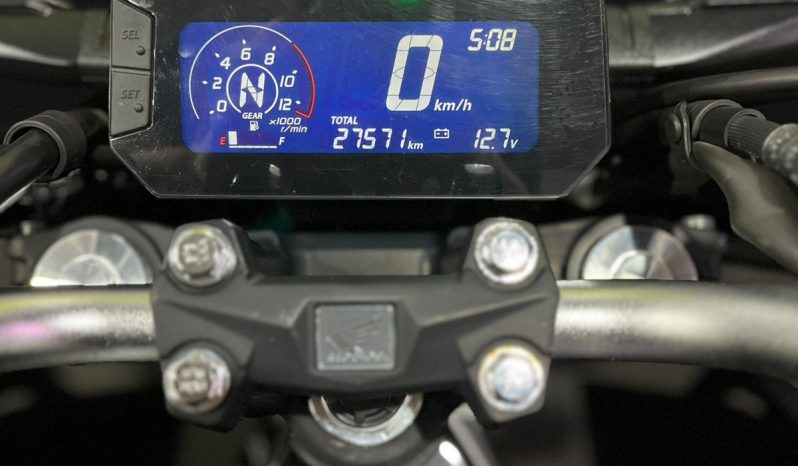 SEL
SET
0 2 4 6 8 10 12
N
GEAR
x1000
r/min
E F
0 km/h
5:08
TOTAL
27571 km
12.7v